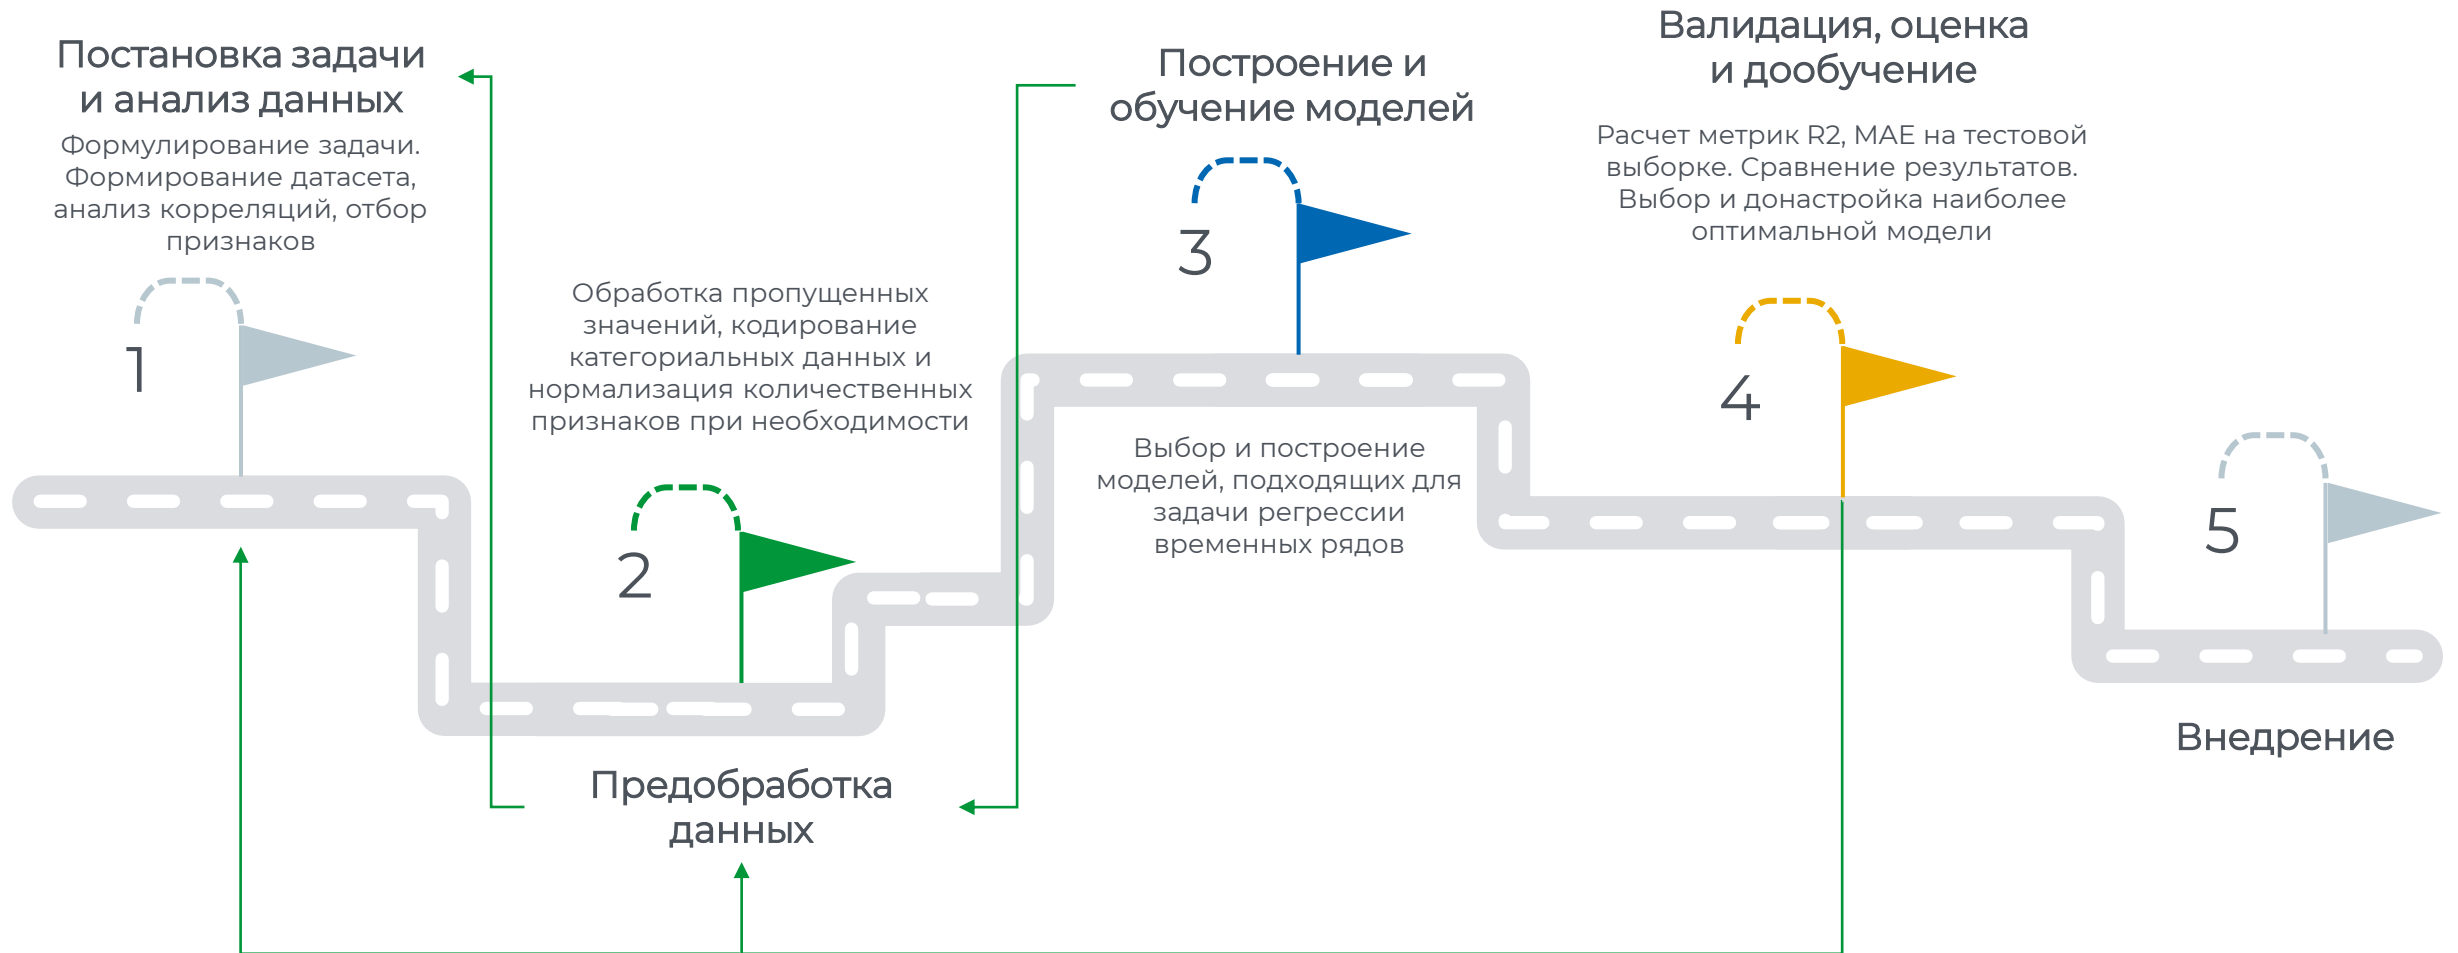 Постановка задачи
и анализ данных
Формулирование задачи.
Формирование датасета,
анализ корреляций, отбор
признаков
1
Обработка пропущенных
значений, кодирование
категориальных данных и
нормализация количественных
признаков при необходимости
2
Предобработка
данных
Построение и
обучение моделей
3
Выбор и построение
моделей, подходящих для
задачи регрессии
временных рядов
Валидация, оценка
и дообучение
Расчет метрик R2, MAE на тестовой
выборке. Сравнение результатов.
Выбор и донастройка наиболее
оптимальной модели
4
5
Внедрение